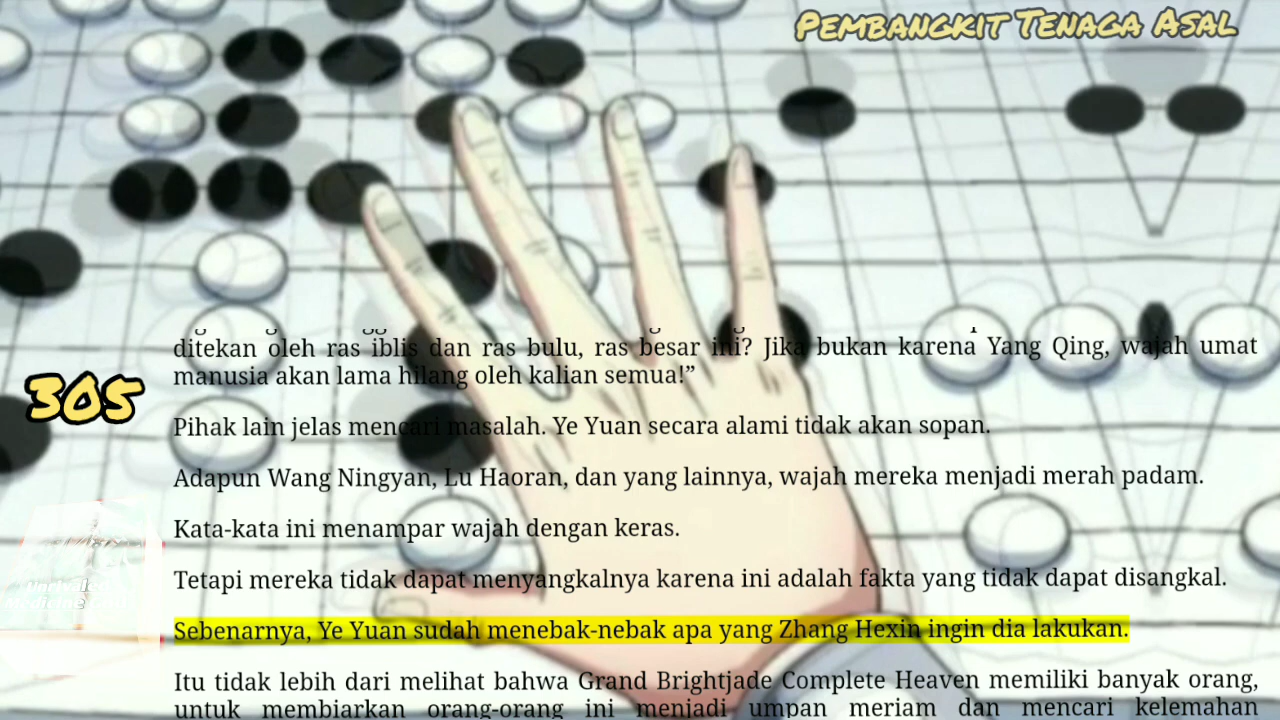 Pembangkit Tenaga Asal
ditekan oleh ras iblis dan ras bulu, ras besar ini? Jika bukan karena Yang Qing, wajah umat
manusia akan lama hilang oleh kalian semua!”
305
Pihak lain jelas mencari masalah. Ye Yuan secara alami tidak akan sopan.
Adapun Wang Ningyan, Lu Haoran, dan yang lainnya, wajah mereka menjadi merah padam.
Kata-kata ini menampar wajah dengan keras.
Tetapi mereka tidak dapat menyangkalnya karena ini adalah fakta yang tidak dapat disangkal.
Sebenarnya, Ye Yuan sudah menebak-nebak apa yang Zhang Hexin ingin dia lakukan.
Itu tidak lebih dari melihat bahwa Grand Brightjade Complete Heaven memiliki banyak orang,
untuk membiarkan orang-orang ini menjadi umpan meriam dan mencari kelemahan